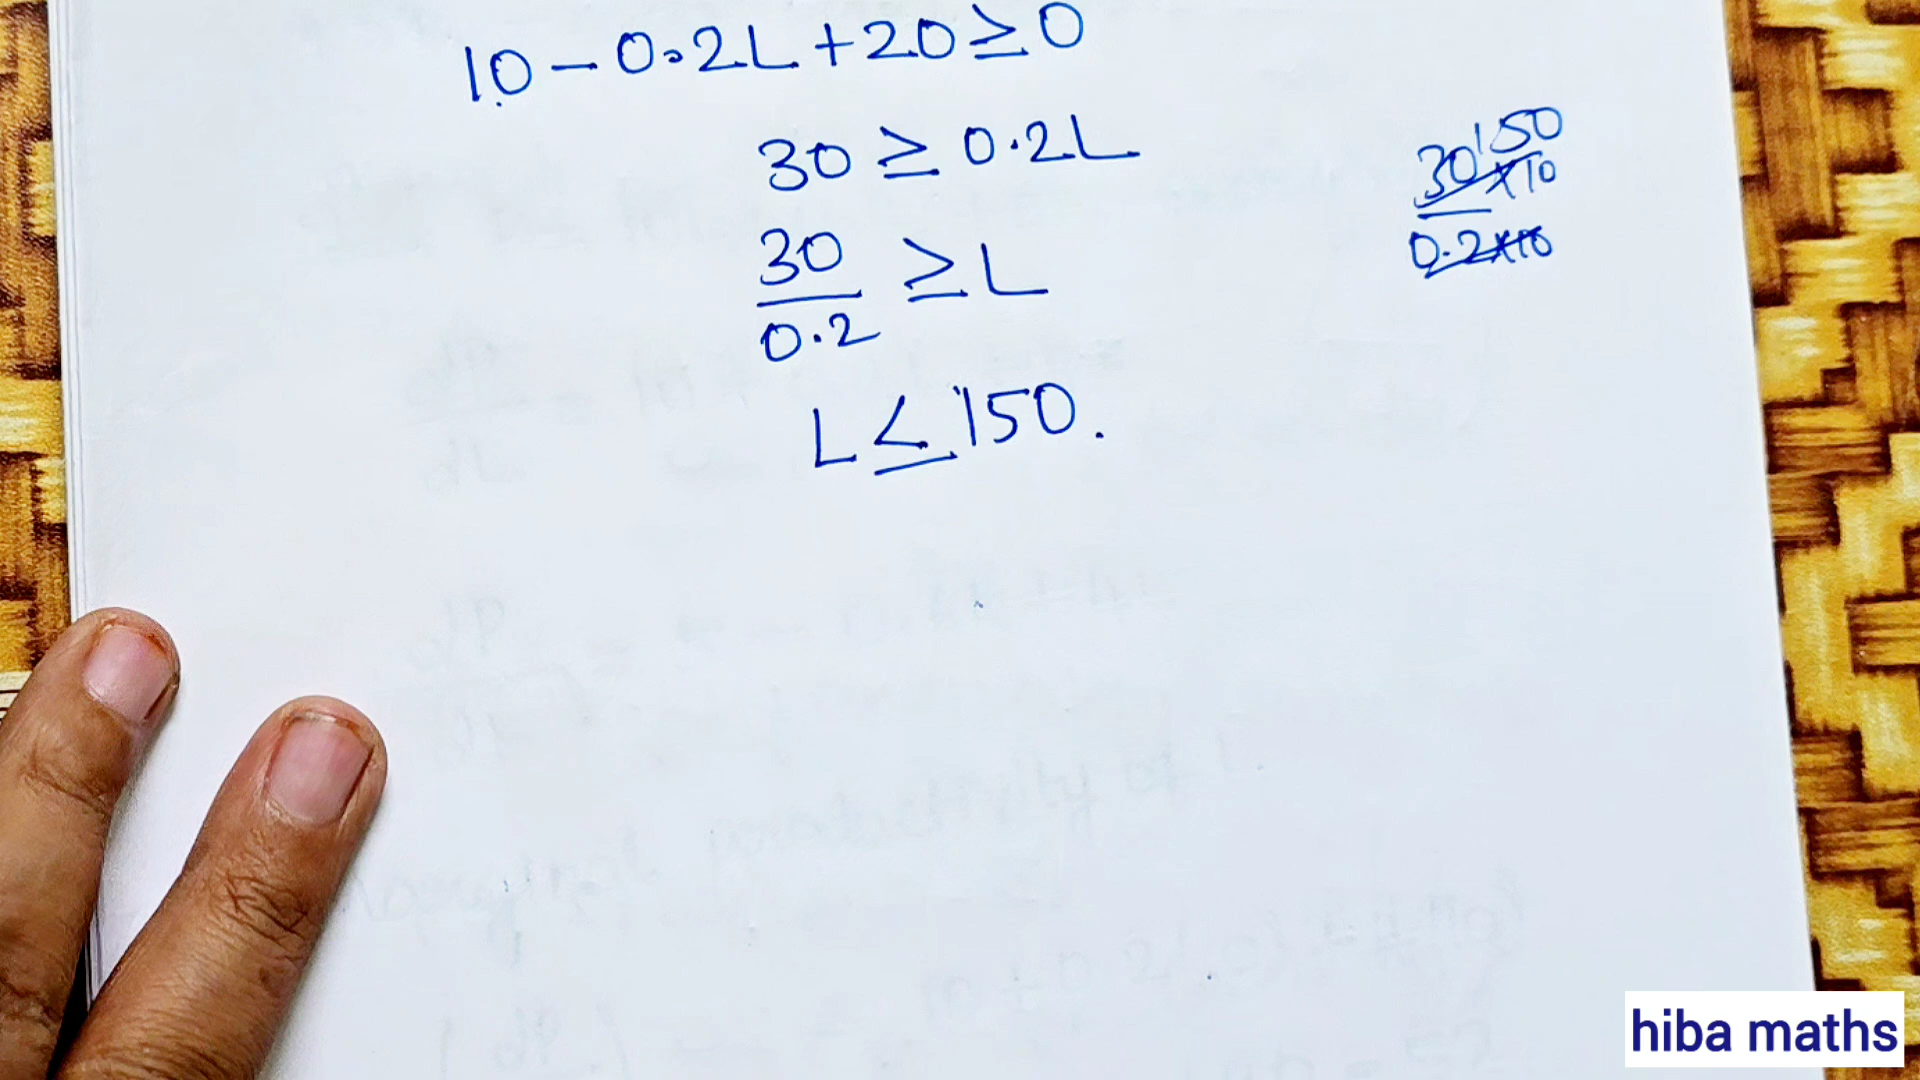 10 - 0.2L + 20 ≥ 0
30 ≥ 0.2L
30/0.2 ≥ L
L ≤ 150.
150
30 × 10
0.2 × 10
hiba maths